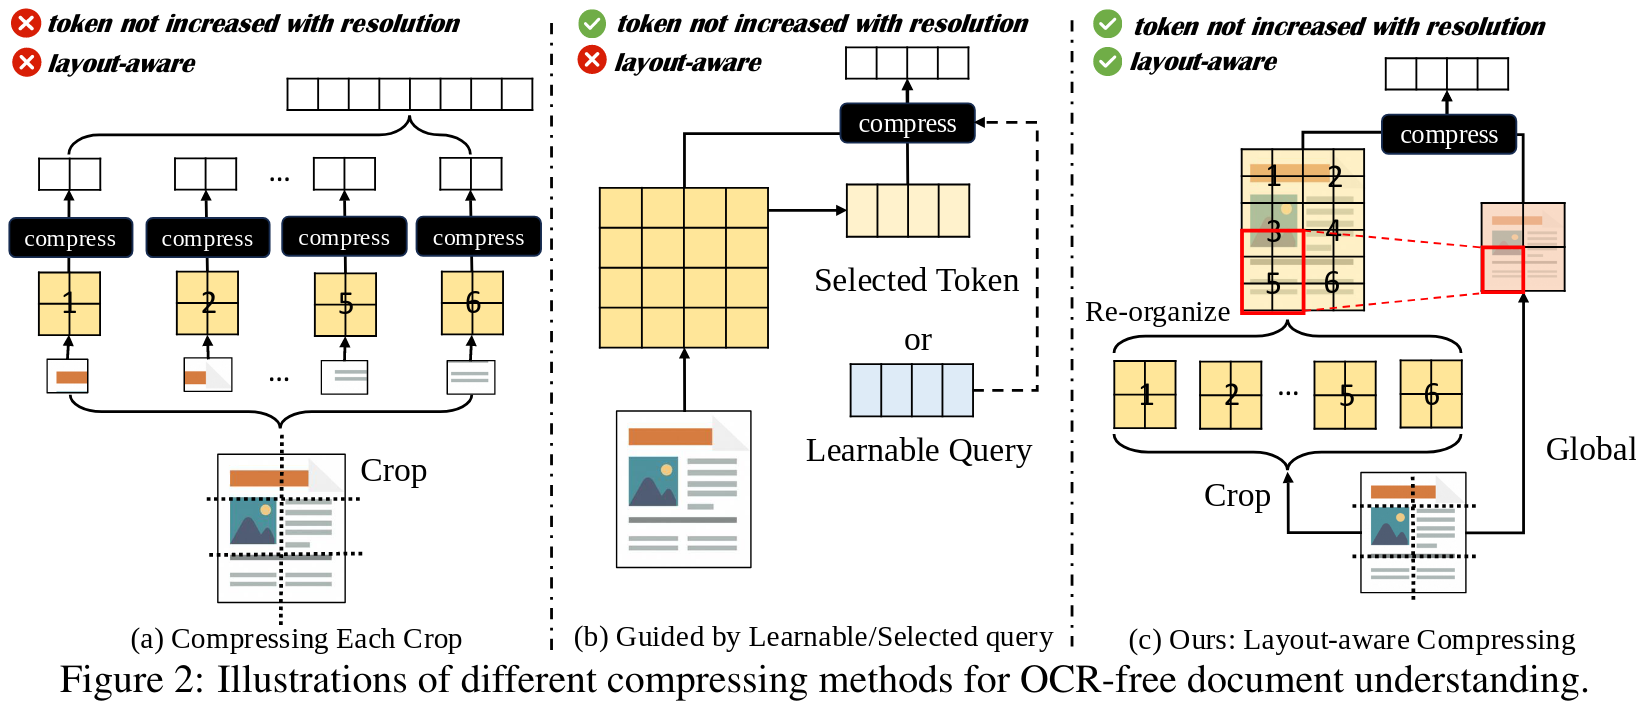 token not increased with resolution
layout-aware
compress
compress
...
compress
compress
1
2
5
6
...
Crop
(a) Compressing Each Crop
token not increased with resolution
layout-aware
compress
Selected Token
or
Learnable Query
(b) Guided by Learnable/Selected query
token not increased with resolution
layout-aware
compress
1 2
3 4
5 6
Re-organize
1
2
...
5
6
Crop
Global
(c) Ours: Layout-aware Compressing
Figure 2: Illustrations of different compressing methods for OCR-free document understanding.